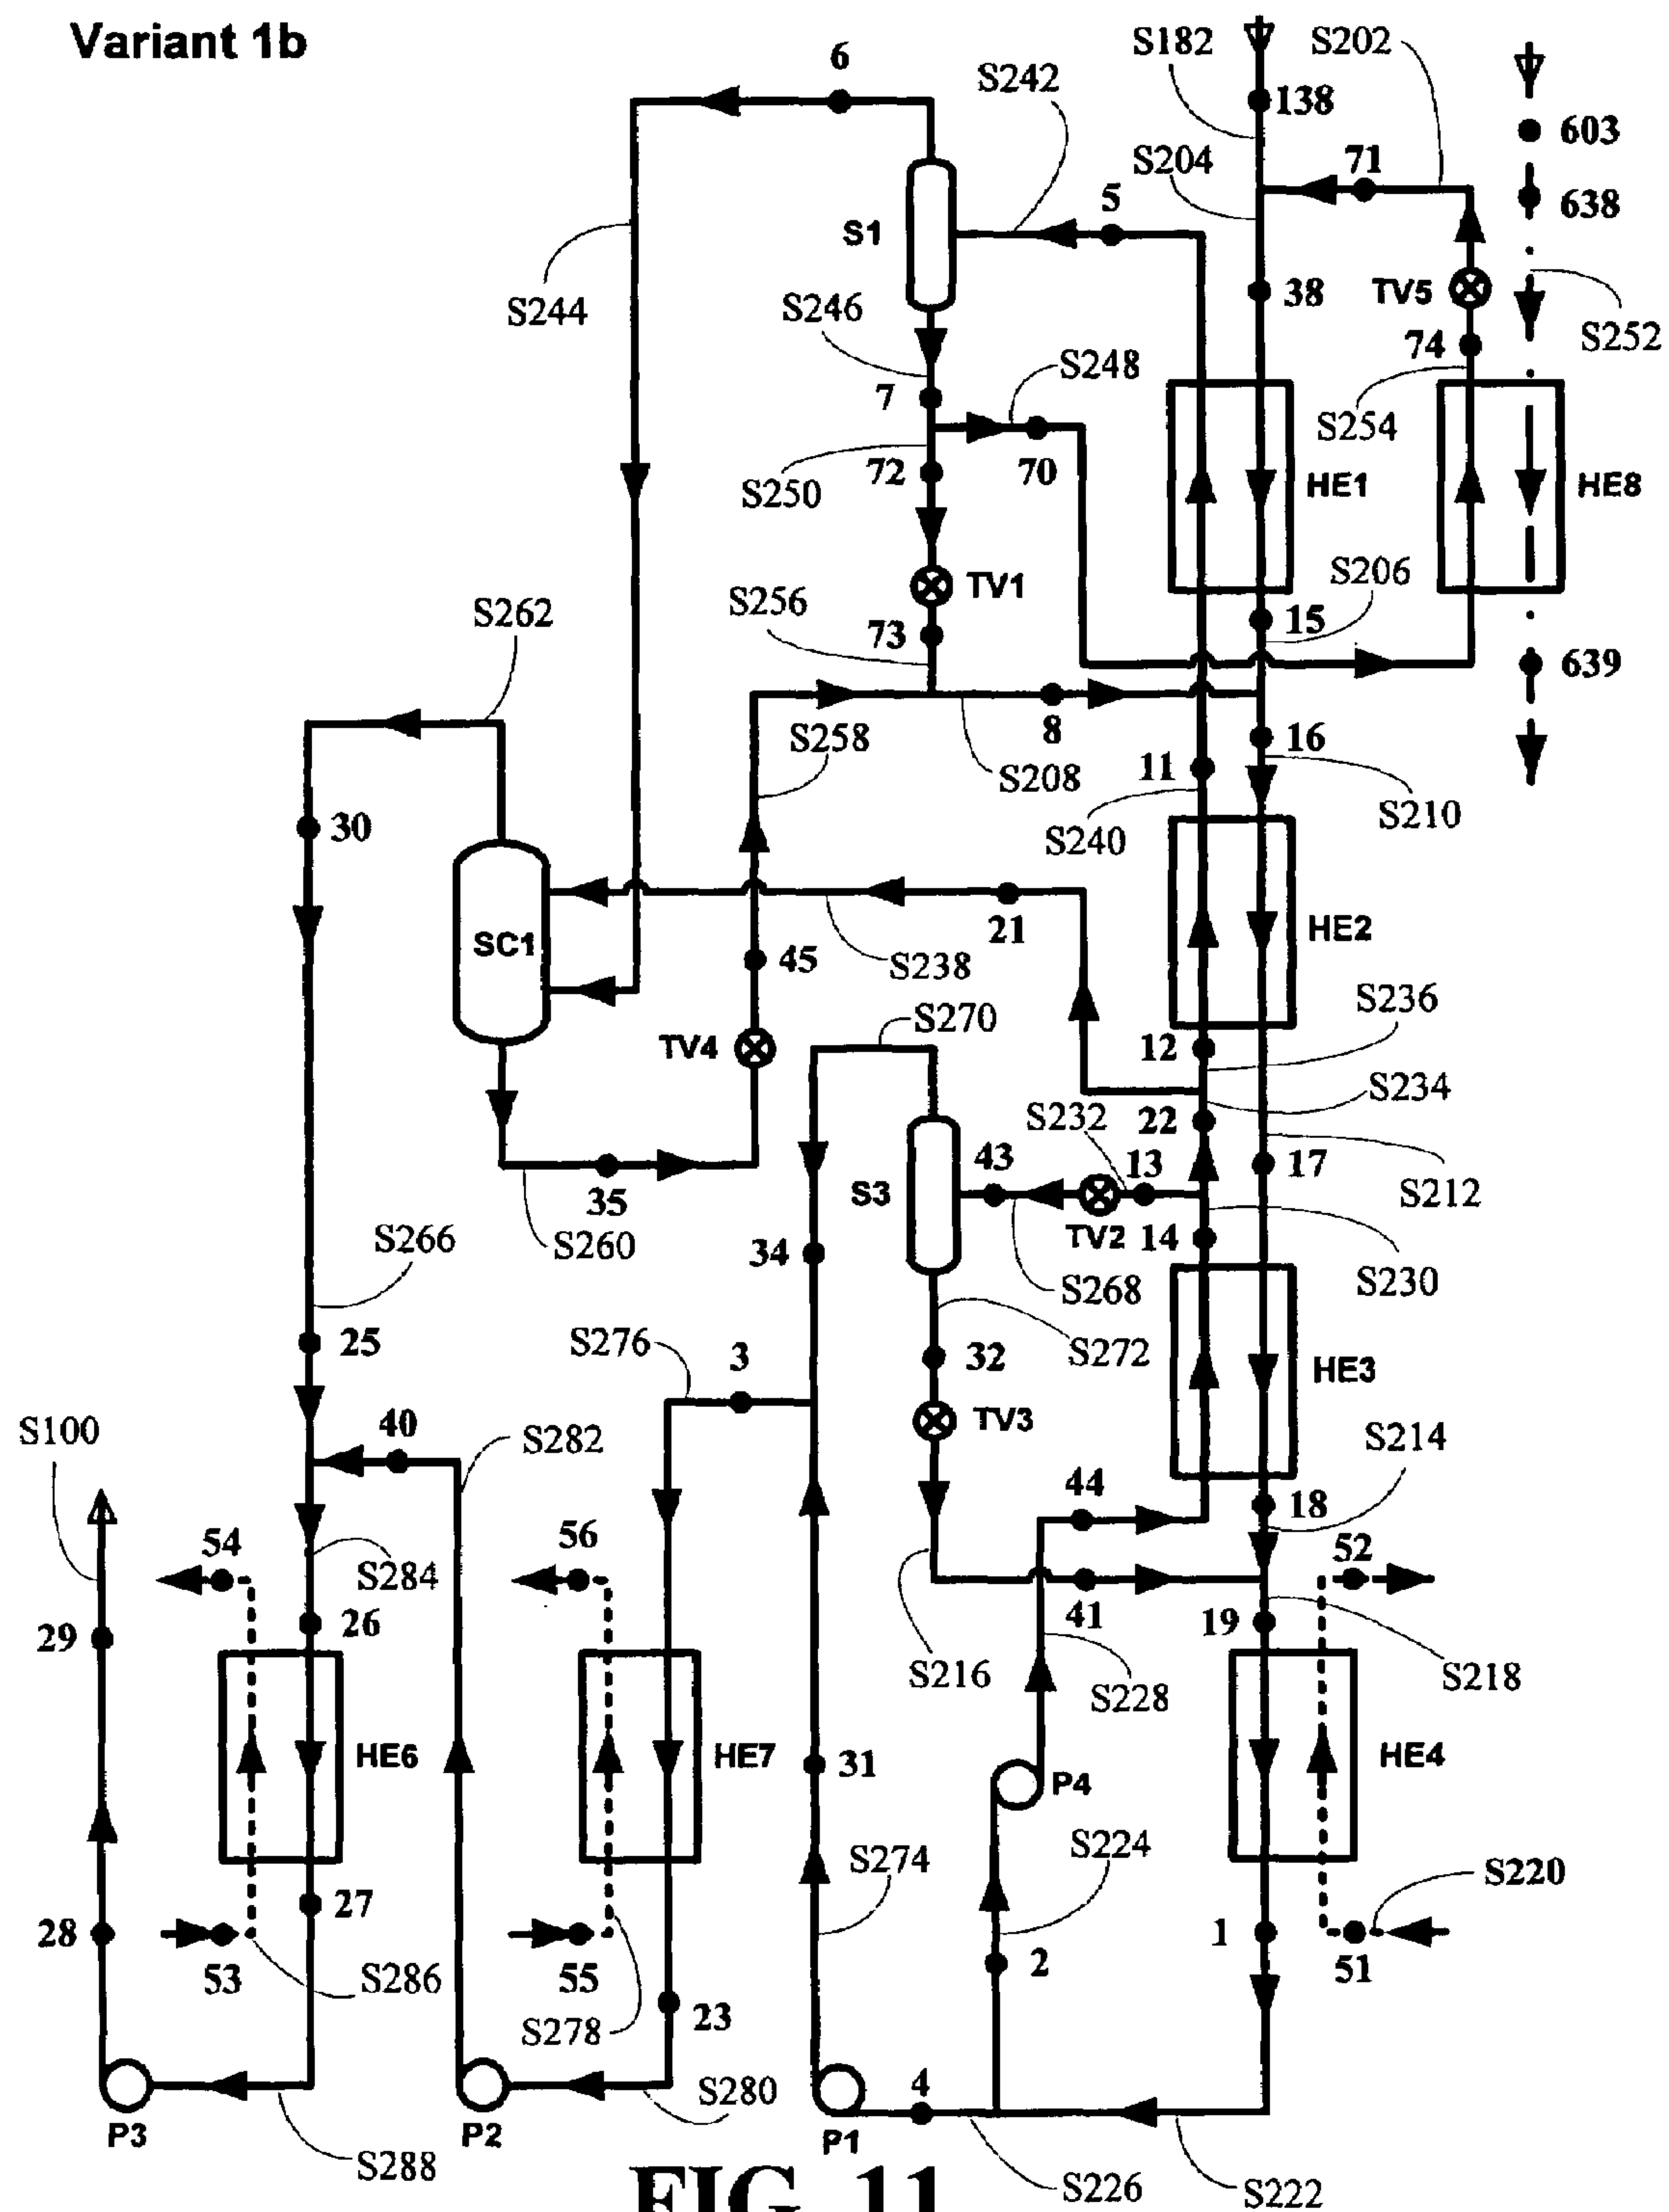 Variant 1b
6
S242
S182
S202
138
603
S204
71
638
5
S1
S244
S246
38
TV5
S252
74
7
S248
S254
72
70
S250
HE1
HE8
TV1
S206
S256
S262
73
15
639
S258
8
16
S208
11
S210
30
S240
SC1
21
HE2
45
S238
S236
TV4
S270
12
S234
S232
22
43
13
17
S3
35
S212
S260
TV2
14
S266
34
S268
S230
25
S276
3
32
S272
HE3
TV3
S100
40
S282
S214
44
18
54
56
52
S284
41
29
26
19
S216
S228
S218
HE6
HE7
31
P4
HE4
S274
S224
S220
27
28
2
1
53
S286
55
51
S278
23
4
S280
P3
P2
P1
S288
S226
S222
FIG. 11